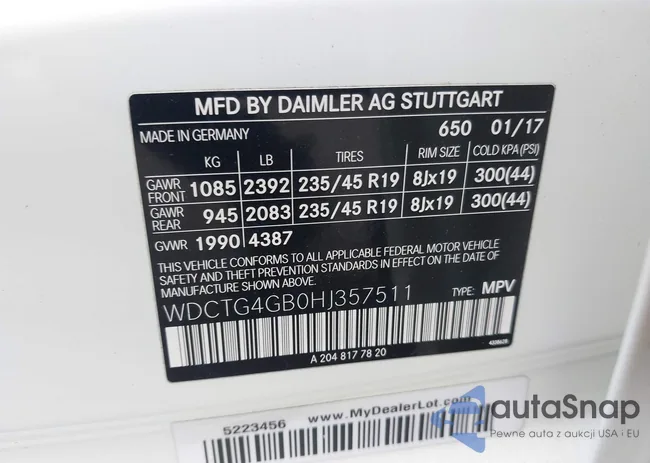 MFD BY DAIMLER AG STUTTGART
MADE IN GERMANY 650 01/17
KG LB TIRES RIM SIZE COLD KPA(PSI)
GAWR FRONT 1085 2392 235/45 R19 8Jx19 300(44)
GAWR REAR 945 2083 235/45 R19 8Jx19 300(44)
GVWR 1990 4387
THIS VEHICLE CONFORMS TO ALL APPLICABLE FEDERAL MOTOR VEHICLE
SAFETY AND THEFT PREVENTION STANDARDS IN EFFECT ON THE DATE OF
MANUFACTURE SHOWN ABOVE.
WDCTG4GB0HJ357511 TYPE: MPV
A 204 817 78 20
5223456 www.MyDealerLot.com
autaSnap
Pewne auta z aukcji USA i EU